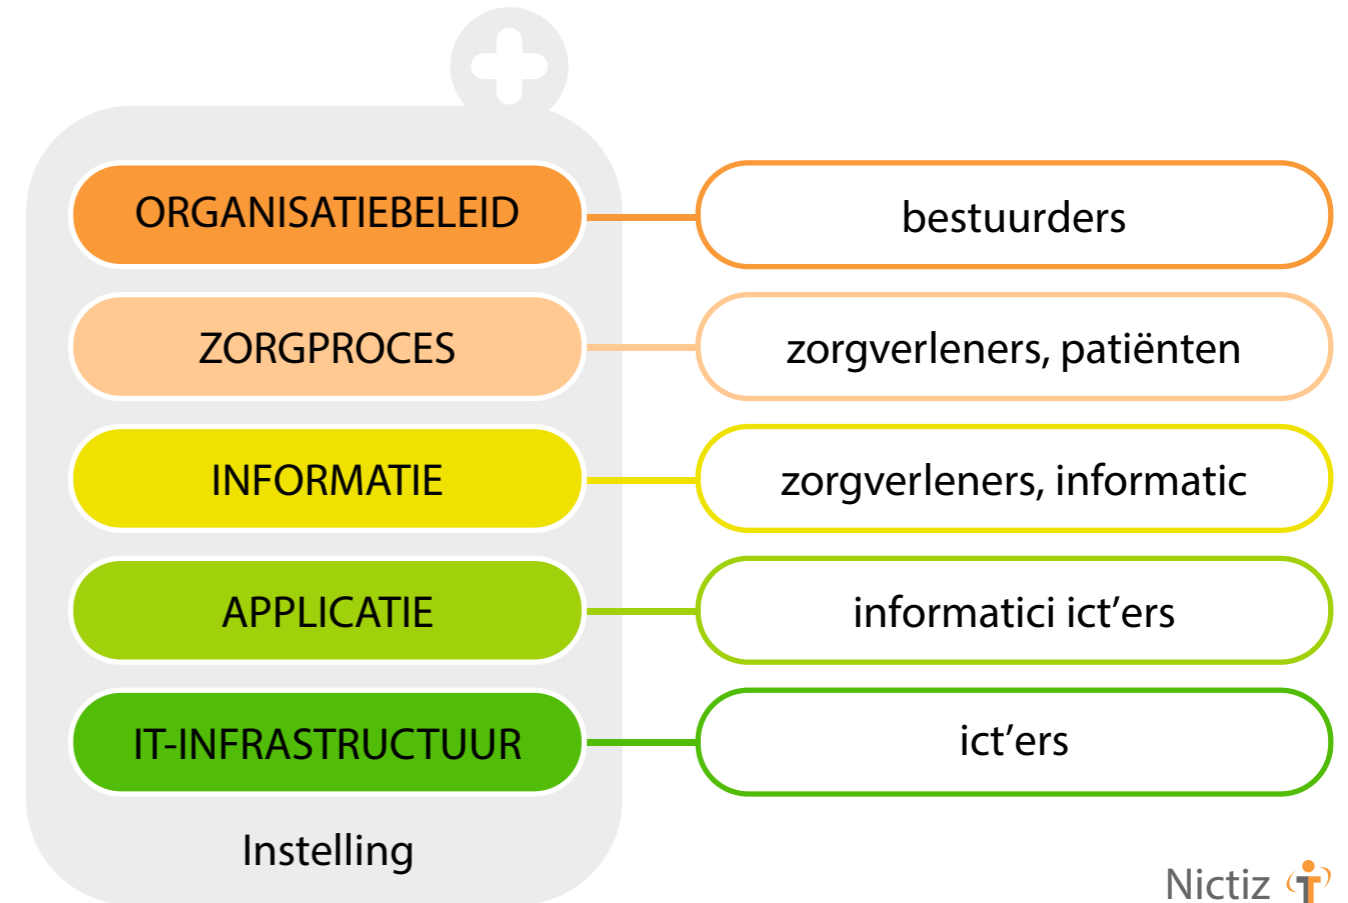 ORGANISATIEBELEID
bestuurders
ZORGPROCES
zorgverleners, patiënten
INFORMATIE
zorgverleners, informatic
APPLICATIE
informatici ict’ers
IT-INFRASTRUCTUUR
ict’ers
Instelling
Nictiz